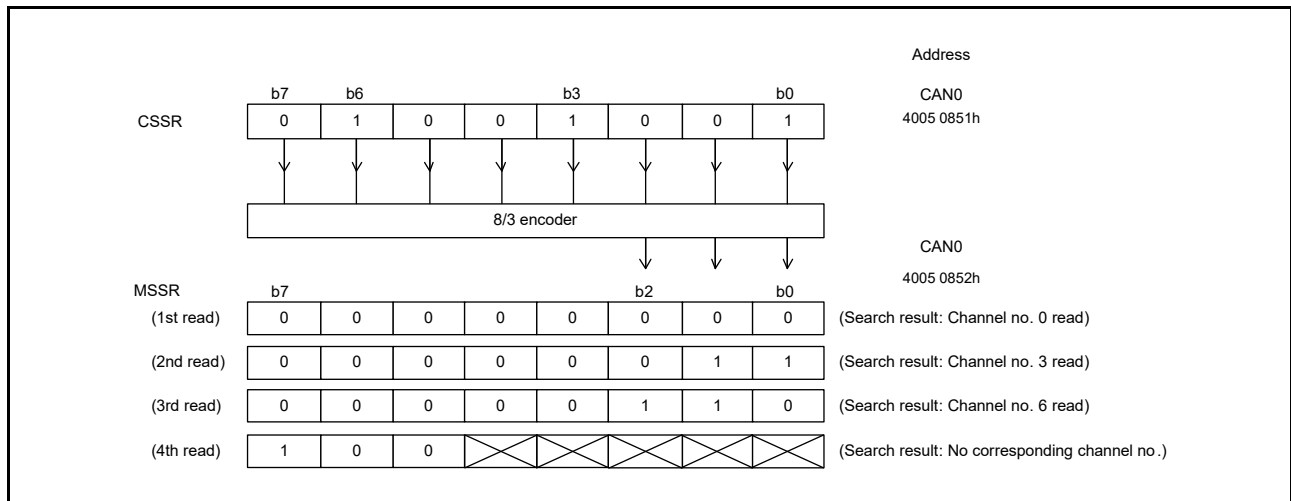 Address
b7 b6 b3 b0 CAN0
CSSR 0 1 0 0 1 0 0 1 4005 0851h
8/3 encoder
CAN0
4005 0852h
MSSR b7 b2 b0
(1st read) 0 0 0 0 0 0 0 0 (Search result: Channel no. 0 read)
(2nd read) 0 0 0 0 0 0 1 1 (Search result: Channel no. 3 read)
(3rd read) 0 0 0 0 0 1 1 0 (Search result: Channel no. 6 read)
(4th read) 1 0 0 (Search result: No corresponding channel no.)